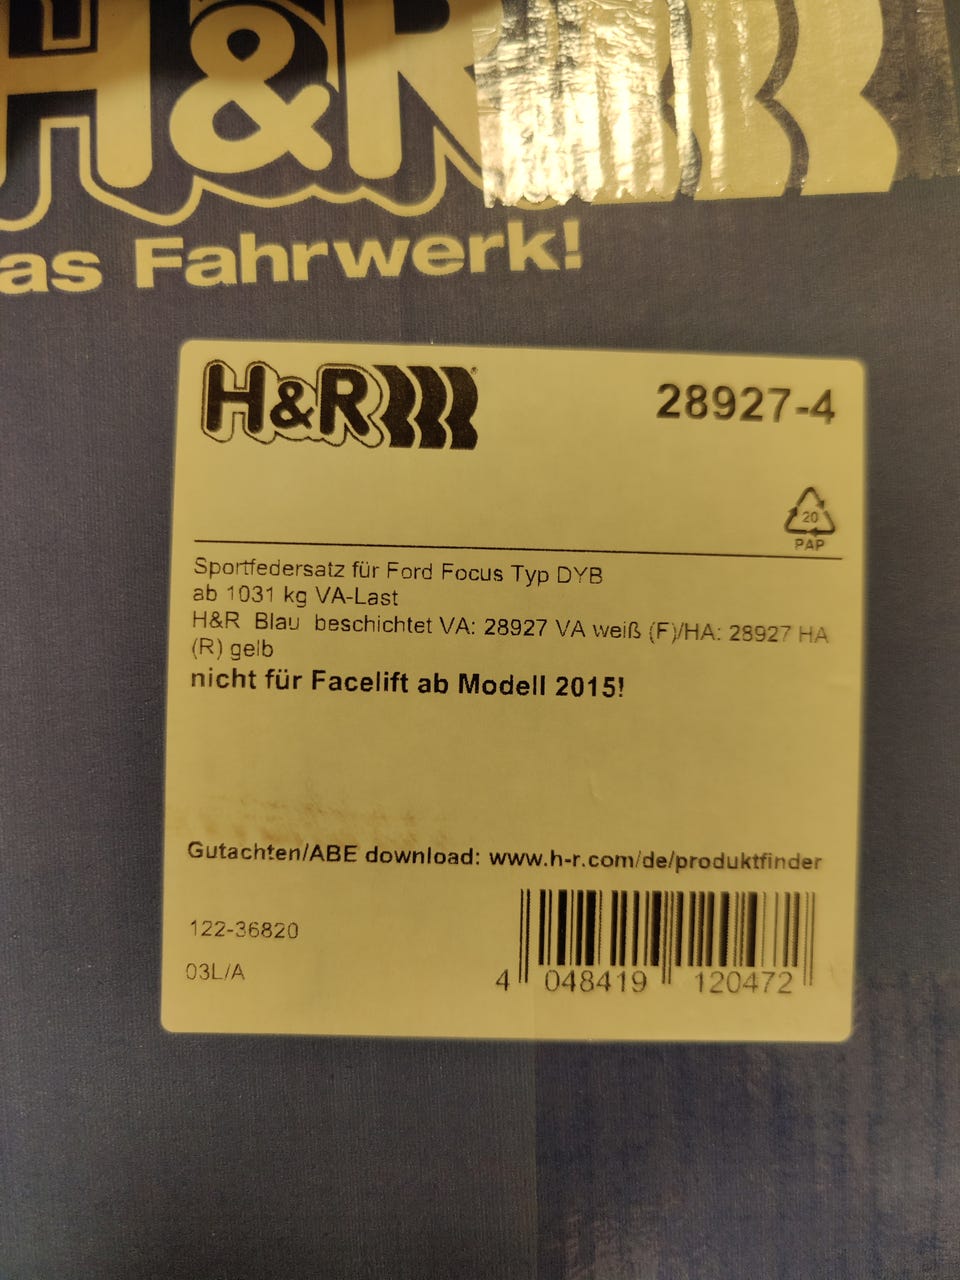 H&R
as Fahrwerk!
H&R
28927-4
20
PAP
Sportfedersatz für Ford Focus Typ DYB
ab 1031 kg VA-Last
H&R Blau beschichtet VA: 28927 VA weiß (F)/HA: 28927 HA
(R) gelb
nicht für Facelift ab Modell 2015!
Gutachten/ABE download: www.h-r.com/de/produktfinder
122-36820
03L/A
4 048419 120472